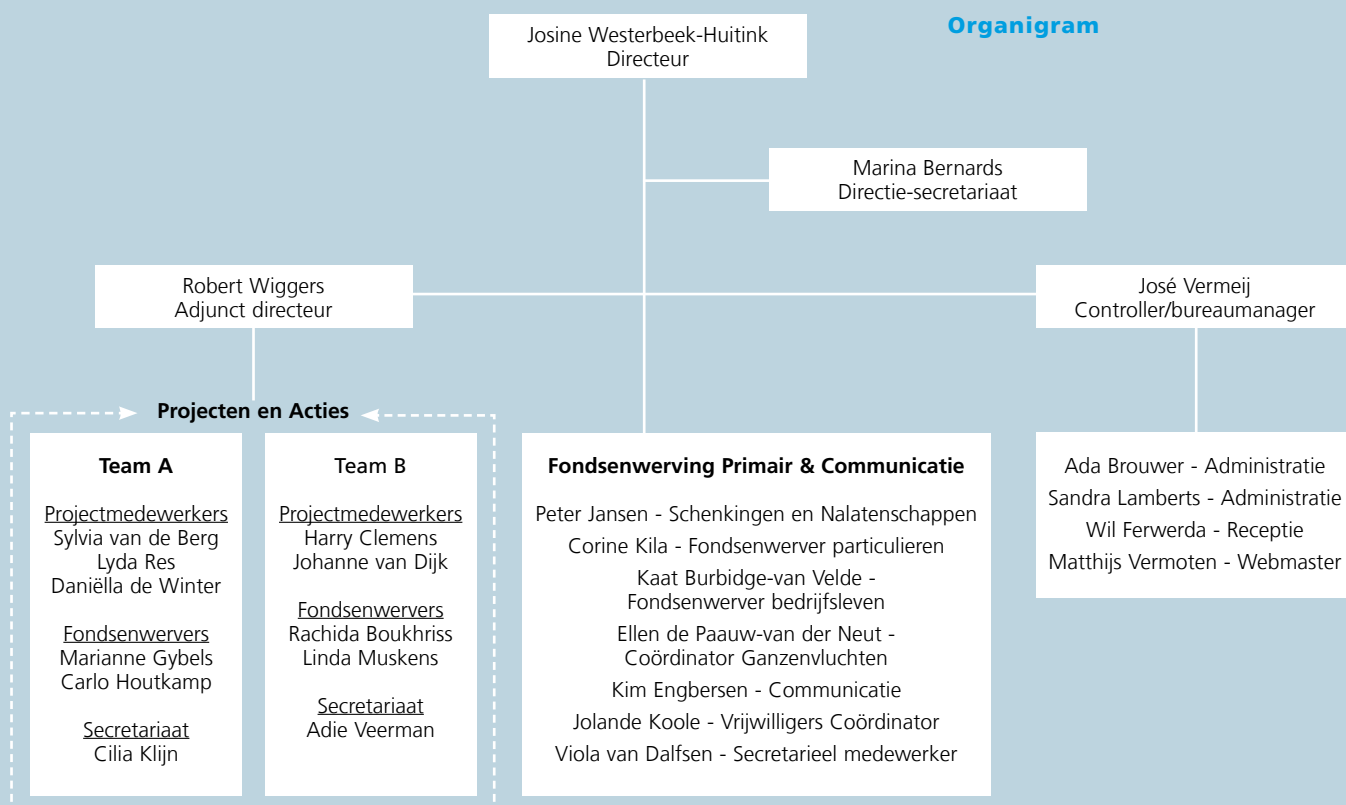 Organigram
Josine Westerbeek-Huitink
Directeur
Marina Bernards
Directie-secretariaat
Robert Wiggers
Adjunct directeur
José Vermeij
Controller/bureaumanager
Projecten en Acties
Team A
Projectmedewerkers
Sylvia van de Berg
Lyda Res
Daniëlla de Winter
Fondsenwervers
Marianne Gybels
Carlo Houtkamp
Secretariaat
Cilia Klijn
Team B
Projectmedewerkers
Harry Clemens
Johanne van Dijk
Fondsenwervers
Rachida Boukhriss
Linda Muskens
Secretariaat
Adie Veerman
Fondsenwerving Primair & Communicatie
Peter Jansen - Schenkingen en Nalatenschappen
Corine Kila - Fondsenwerver particulieren
Kaat Burbidge-van Velde -
Fondsenwerver bedrijfsleven
Ellen de Paauw-van der Neut -
Coördinator Ganzenvluchten
Kim Engbersen - Communicatie
Jolande Koole - Vrijwilligers Coördinator
Viola van Dalfsen - Secretarieel medewerker
Ada Brouwer - Administratie
Sandra Lamberts - Administratie
Wil Ferwerda - Receptie
Matthijs Vermoten - Webmaster